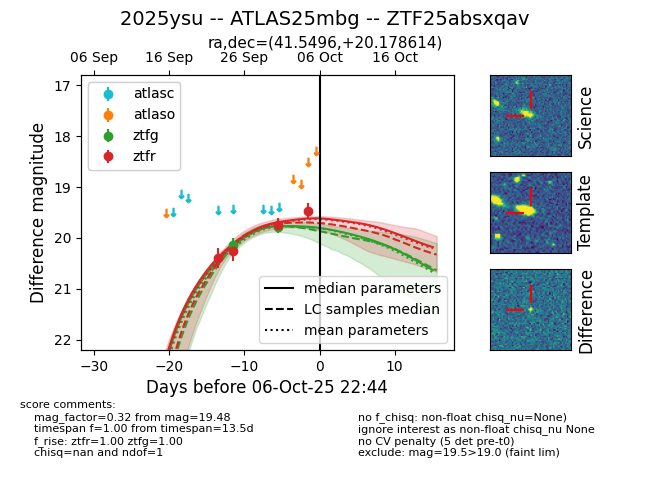 2025ysu -- ATLAS25mbg -- ZTF25absxqav
ra,dec=(41.5496,+20.178614)
06 Sep 16 Sep 26 Sep 06 Oct 16 Oct
17
18
19
20
21
22
Difference magnitude
atlasc
atlaso
ztfg
ztfr
median parameters
LC samples median
mean parameters
−30 −20 −10 0 10
Days before 06-Oct-25 22:44
Science
Template
Difference
score comments:
mag_factor=0.32 from mag=19.48
timespan f=1.00 from timespan=13.5d
f_rise: ztfr=1.00 ztfg=1.00
chisq=nan and ndof=1
no f_chisq: non-float chisq_nu=None)
ignore interest as non-float chisq_nu None
no CV penalty (5 det pre-t0)
exclude: mag=19.5>19.0 (faint lim)